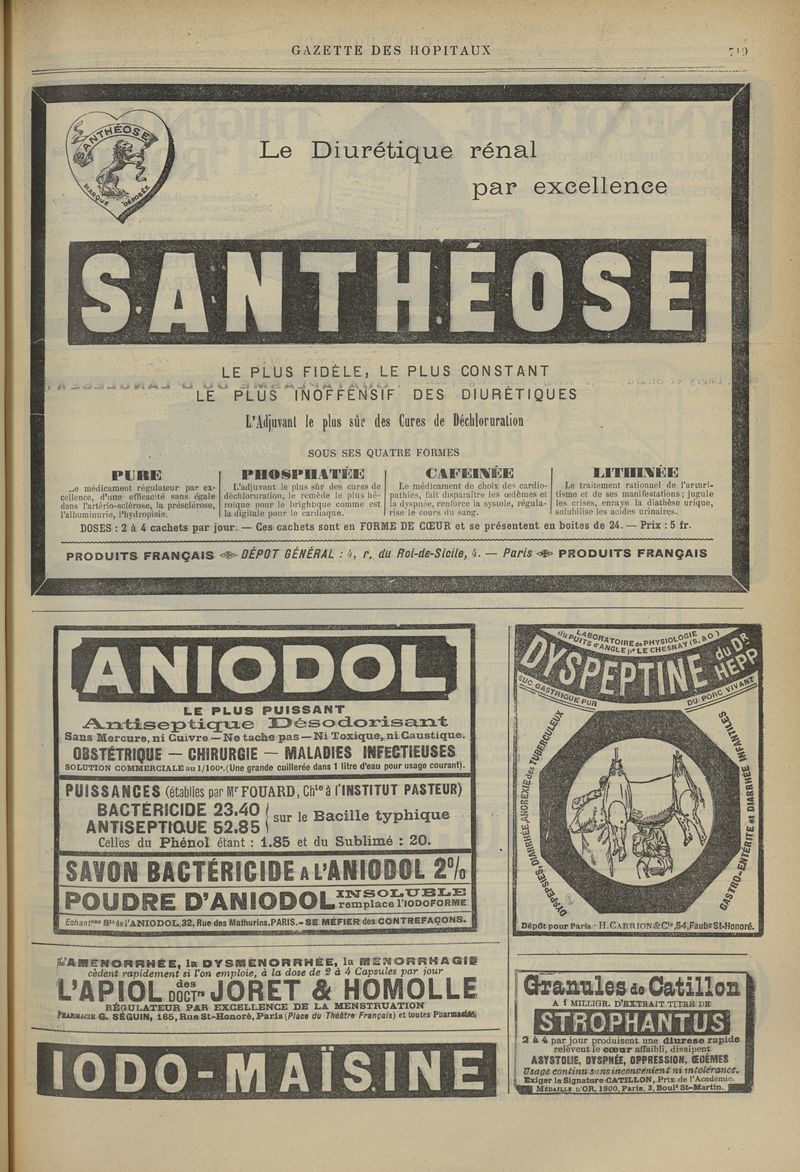 GAZETTE DES HOPITAUX
719
SANTHÉOSE
MARQUE DÉPOSÉE
Le Diurétique rénal
par excellence
SANTHÉOSE
LE PLUS FIDÈLE, LE PLUS CONSTANT
LE PLUS INOFFENSIF DES DIURÉTIQUES
L'Adjuvant le plus sûr des Cures de Déchloruration
SOUS SES QUATRE FORMES
PURE
Le médicament régulateur par ex-
cellence, d'une efficacité sans égale
dans l'artério-sclérose, la présclérose,
l'albuminurie, l'hydropisie.
PHOSPHATÉE
L'adjuvant le plus sûr des cures de
déchloruration, le remède le plus hé-
roïque pour le brightique comme est
la digitale pour le cardiaque.
CAFEINÉE
Le médicament de choix des cardio-
pathies, fait disparaître les œdèmes et
la dyspnée, renforce la systole, régula-
rise le cours du sang.
LITHINÉE
Le traitement rationnel de l'arthri-
tisme et de ses manifestations ; jugule
les crises, enraye la diathèse urique,
solubilise les acides urinaires.
DOSES : 2 à 4 cachets par jour. — Ces cachets sont en FORME DE CŒUR et se présentent en boites de 24. — Prix : 5 fr.
PRODUITS FRANÇAIS DÉPOT GÉNÉRAL : 4, r. du Roi-de-Sicile, 4. — Paris PRODUITS FRANÇAIS
ANIODOL
LE PLUS PUISSANT
Antiseptique Désodorisant
Sans Mercure, ni Cuivre — Ne tache pas — Ni Toxique, ni Caustique.
OBSTÉTRIQUE — CHIRURGIE — MALADIES INFECTIEUSES
SOLUTION COMMERCIALE au 1/100e. (Une grande cuillerée dans 1 litre d'eau pour usage courant).
PUISSANCES (établies par Mr FOUARD, Chte à l'INSTITUT PASTEUR)
BACTÉRICIDE 23.40
ANTISEPTIQUE 52.85
sur le Bacille typhique
Celles du Phénol étant : 1.85 et du Sublimé : 20.
SAVON BACTÉRICIDE A L'ANIODOL 2%
POUDRE D'ANIODOL INSOLUBLE
remplace l'IODOFORME
Echantons Sté de l'ANIODOL, 32, Rue des Mathurins, PARIS. - SE MÉFIER des CONTREFAÇONS.
LABORATOIRE de PHYSIOLOGIE
du PUITS d'ANGLE pr LE CHESNAY (S. & O)
DYSPEPTINE du DR HEPP
SUC GASTRIQUE PUR
DU PORC VIVANT
DYSPEPSIES, DIARRHÉE, ANOREXIE des TUBERCULEUX
GASTRO-ENTÉRITE et DIARRHÉE INFANTILES
Dépôt pour Paris : H. CARRION & Cie, 54, Faubg St-Honoré.
L'AMÉNORRHÉE, la DYSMÉNORRHÉE, la MÉNORRHAGIE
cèdent rapidement si l'on emploie, à la dose de 2 à 4 Capsules par jour
L'APIOL des DOCTrs JORET & HOMOLLE
RÉGULATEUR PAR EXCELLENCE DE LA MENSTRUATION
PHARMACIE G. SÉGUIN, 165, Rue St-Honoré, Paris (Place du Théâtre Français) et toutes Pharmacies.
IODO-MAÏSINE
Granules de Catillon
A 1 MILLIGR. D'EXTRAIT TITRÉ DE
STROPHANTUS
2 à 4 par jour produisent une diurèse rapide
relèvent le cœur affaibli, dissipent
ASYSTOLIE, DYSPNÉE, OPPRESSION, ŒDÈMES
Usage continu sans inconvénient ni intolérance.
Exiger la Signature CATILLON, Prix de l'Académie.
MÉDAILLE D'OR, 1900, Paris, 3, Bould St-Martin.